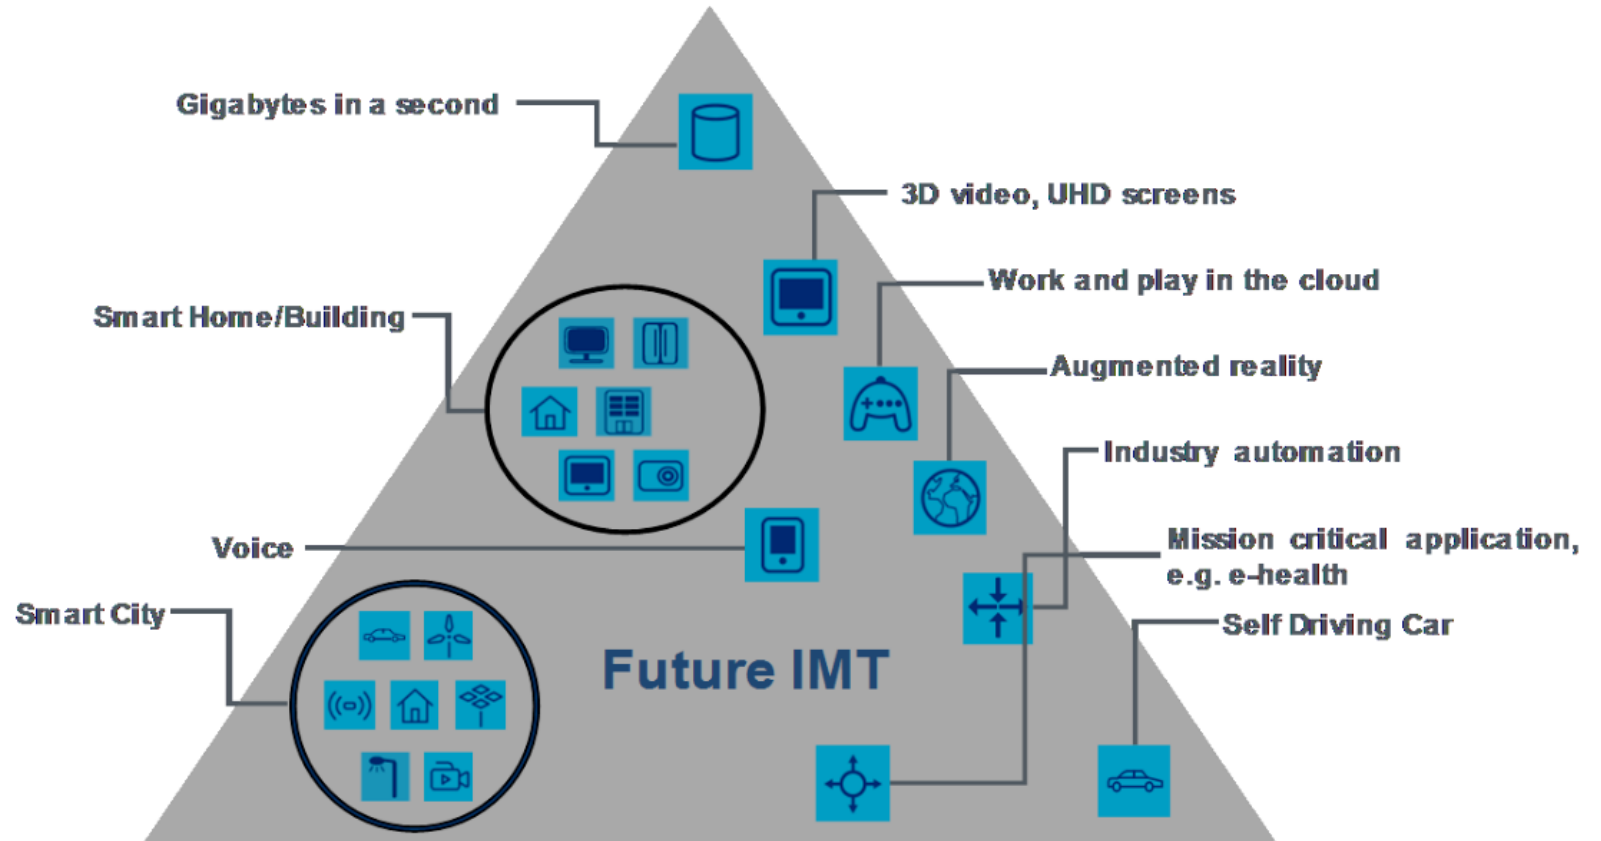 Gigabytes in a second
3D video, UHD screens
Work and play in the cloud
Smart Home/Building
Augmented reality
Industry automation
Voice
Mission critical application,
e.g. e-health
Smart City
Self Driving Car
Future IMT